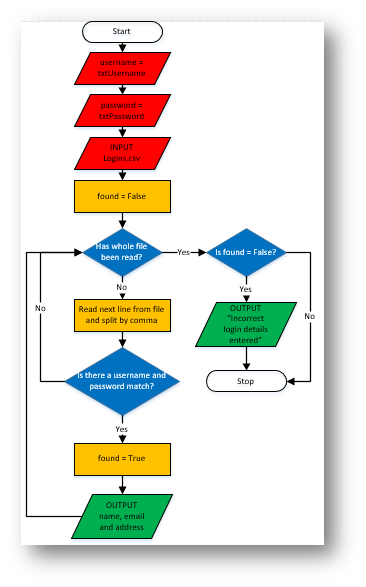 Start
username =
txtUsername
password =
txtPassword
INPUT
Logins.csv
found = False
Has whole file
been read?
Yes
Is found = False?
No
Yes
No
No
Read next line from file
and split by comma
OUTPUT
"Incorrect
login details
entered"
Is there a username and
password match?
Stop
Yes
found = True
OUTPUT
name, email
and address